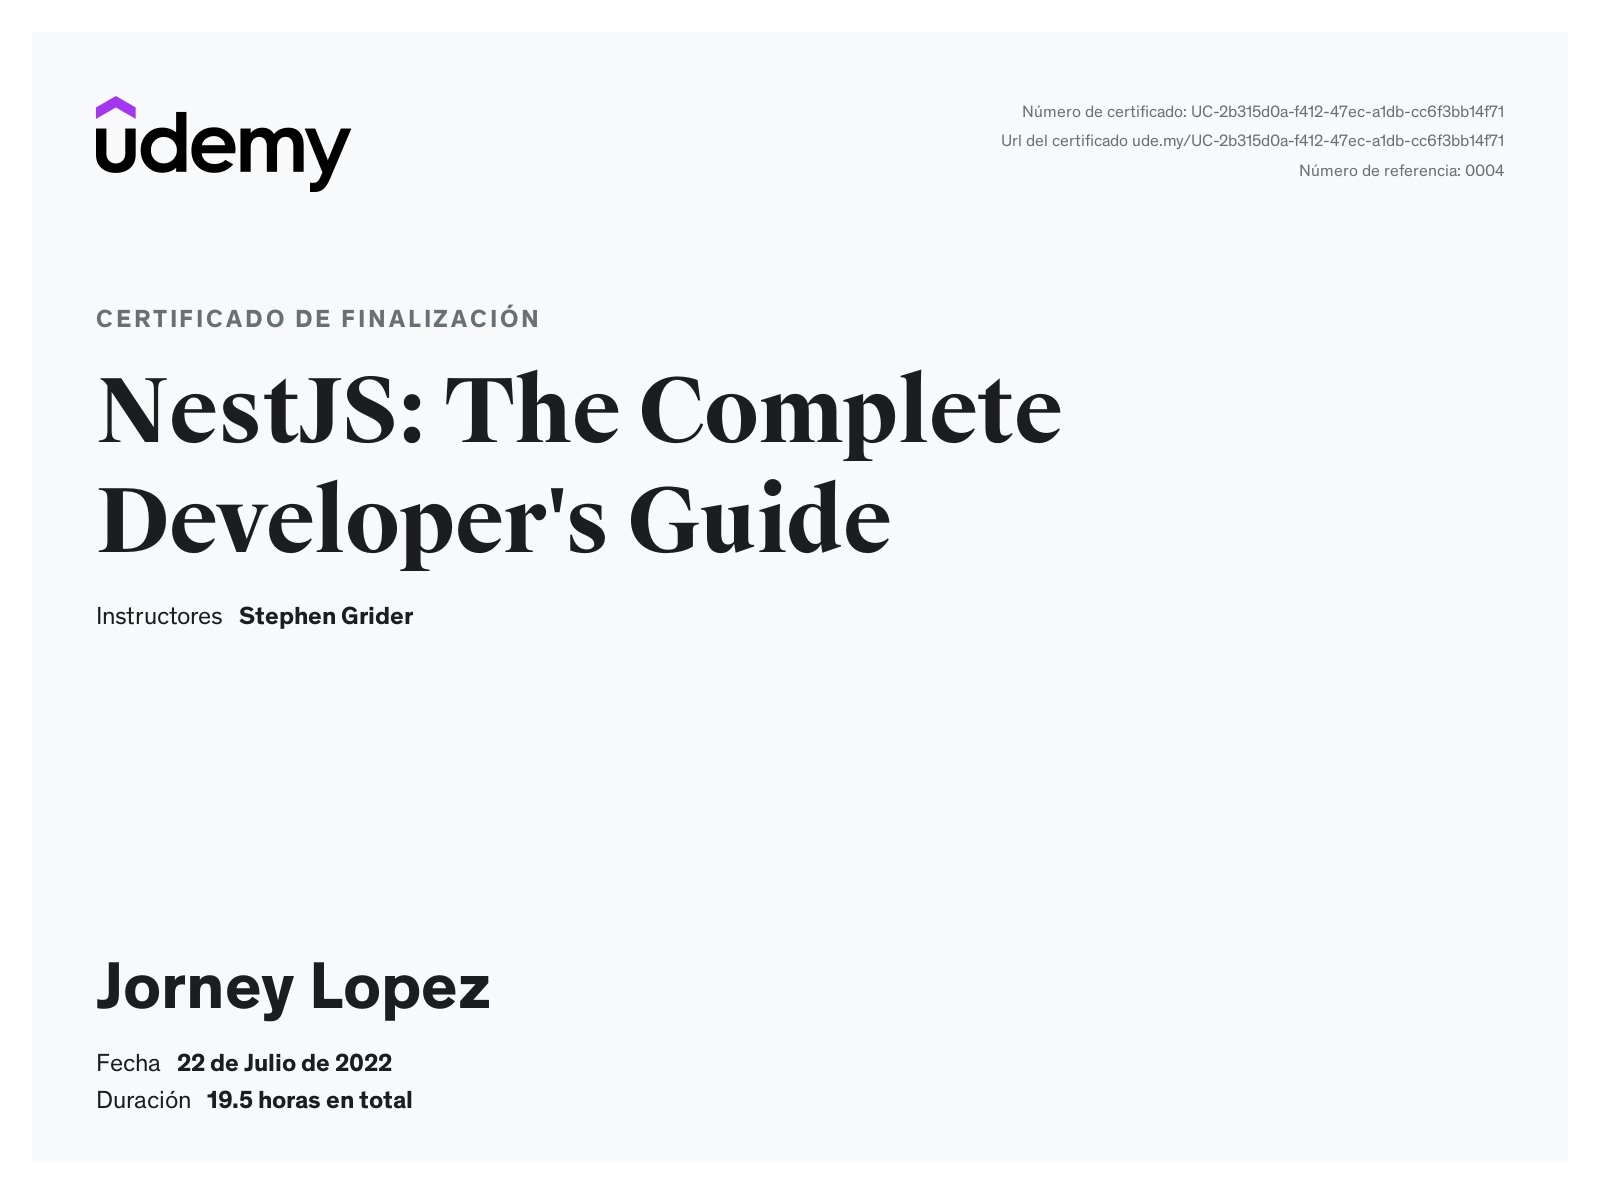 udemy
Número de certificado: UC-2b315d0a-f412-47ec-a1db-cc6f3bb14f71
Url del certificado ude.my/UC-2b315d0a-f412-47ec-a1db-cc6f3bb14f71
Número de referencia: 0004
CERTIFICADO DE FINALIZACIÓN
NestJS: The Complete
Developer's Guide
Instructores Stephen Grider
Jorney Lopez
Fecha 22 de Julio de 2022
Duración 19.5 horas en total